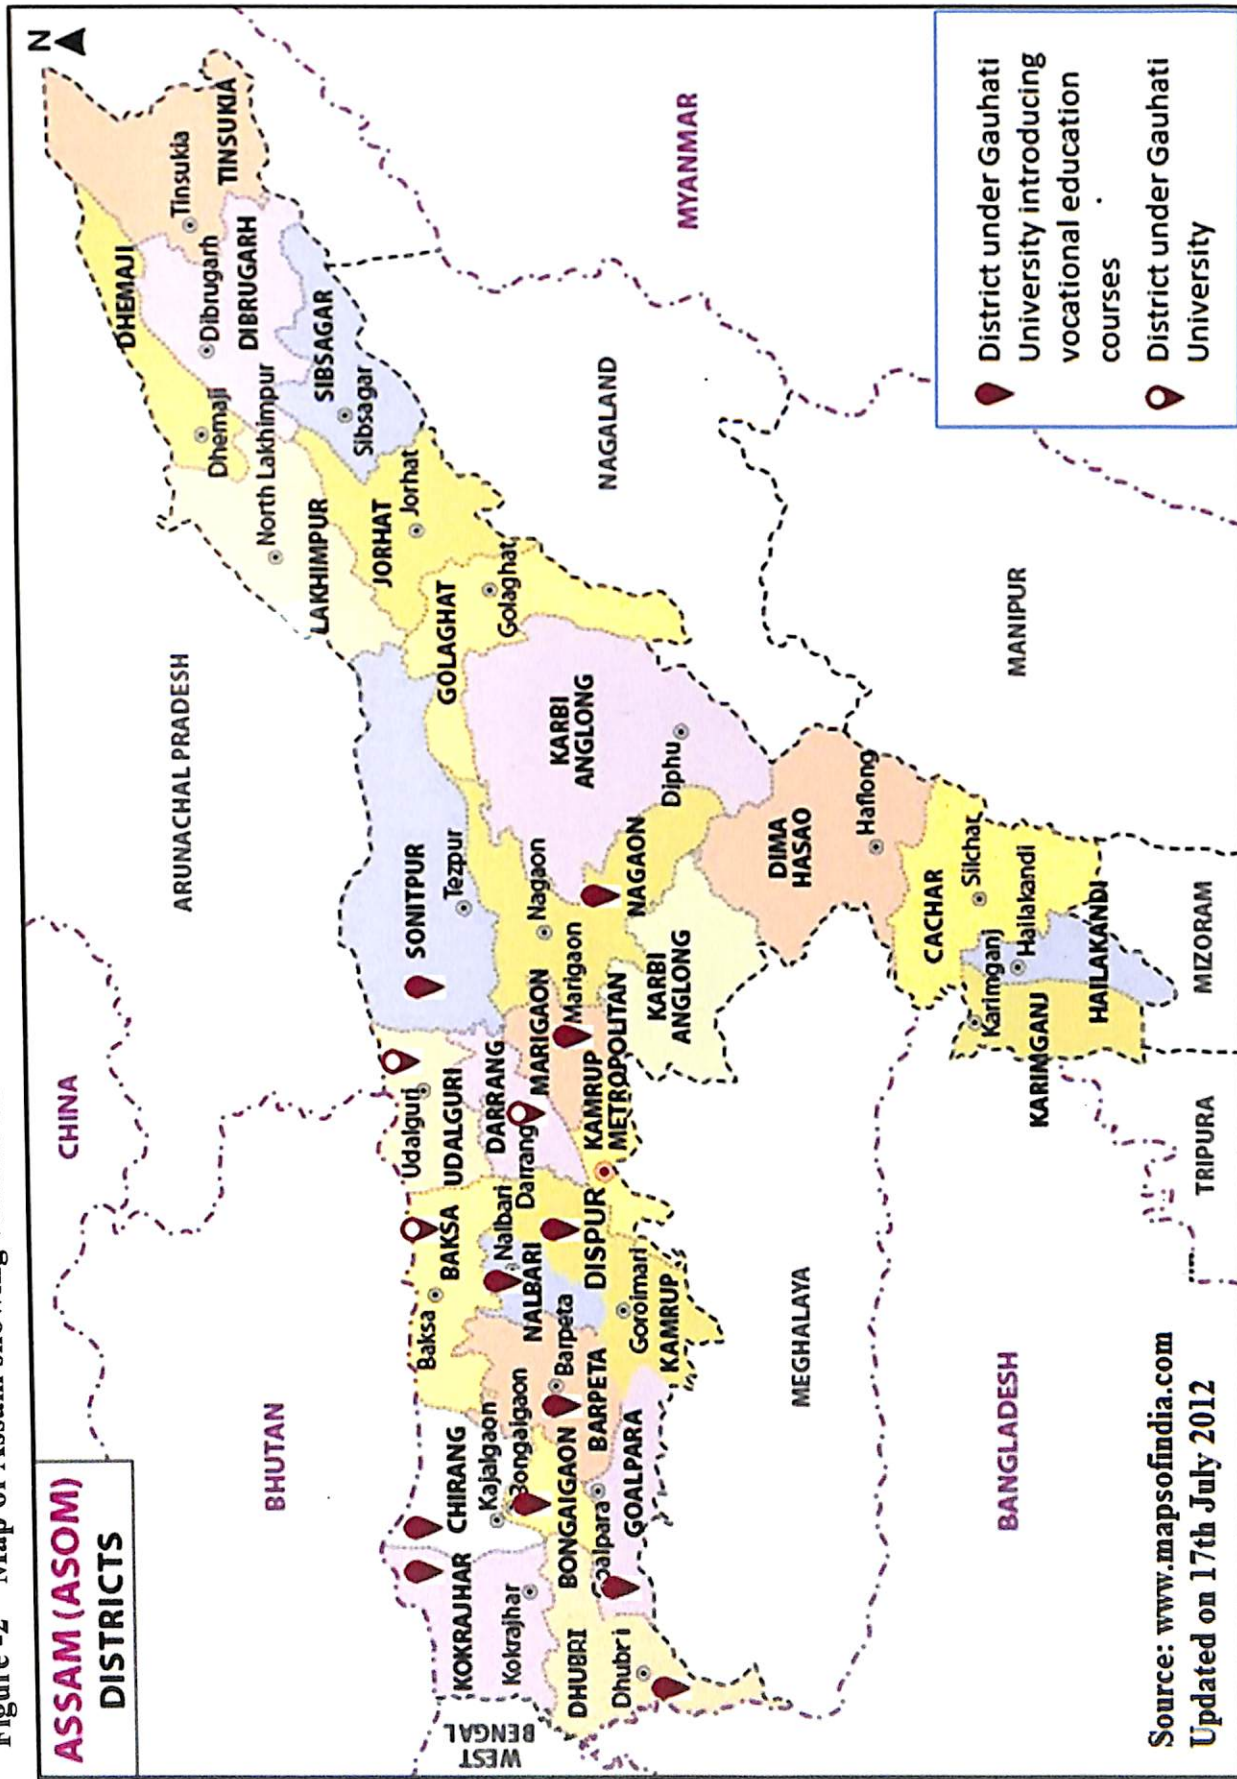 Figure -2 Map of Assam showing
N
ASSAM (ASOM)
DISTRICTS
CHINA
BHUTAN
ARUNACHAL PRADESH
DHEMAJI
Tinsukia
TINSUKIA
Dibrugarh
DIBRUGARH
Dhemaji
North Lakhimpur
LAKHIMPUR
SIBSAGAR
Sibsagar
JORHAT
Jorhat
GOLAGHAT
Golaghat
SONITPUR
Tezpur
Udalguri
UDALGURI
BAKSA
Baksa
CHIRANG
Kajalgaon
KOKRAJHAR
Kokrajhar
WEST
BENGAL
DHUBRI
Dhubri
BONGAIGAON
Bongaigaon
Goalpara
GOALPARA
BARPETA
Barpeta
NALBARI
Nalbari
DARRANG
Darrang
MARIGAON
Marigaon
Nagaon
NAGAON
KAMRUP
METROPOLITAN
DISPUR
Goroimari
KAMRUP
KARBI
ANGLONG
KARBI
ANGLONG
Diphu
DIMA
HASAO
Haflong
CACHAR
Silchar
Karimganj
Hailakandi
KARIMGANJ
HAILAKANDI
MEGHALAYA
BANGLADESH
TRIPURA
MIZORAM
MANIPUR
NAGALAND
MYANMAR
District under Gauhati
University introducing
vocational education
courses
District under Gauhati
University
Source: www.mapsofindia.com
Updated on 17th July 2012